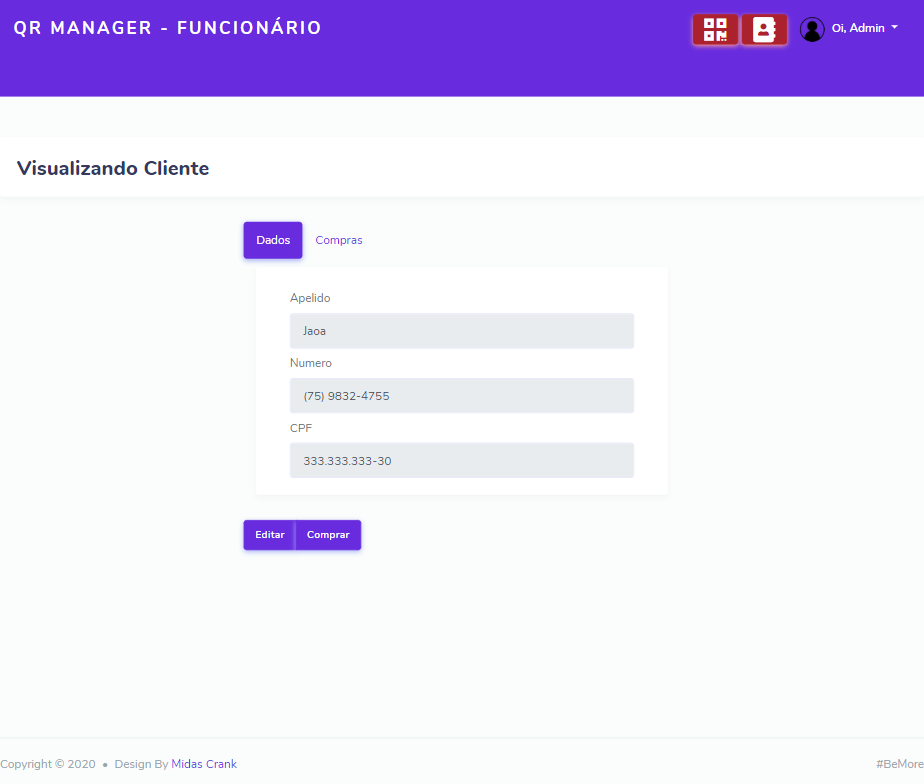 QR MANAGER - FUNCIONÁRIO
Oi, Admin
Visualizando Cliente
Dados Compras
Apelido
Jaoa
Numero
(75) 9832-4755
CPF
333.333.333-30
Editar Comprar
Copyright © 2020 • Design By Midas Crank #BeMore